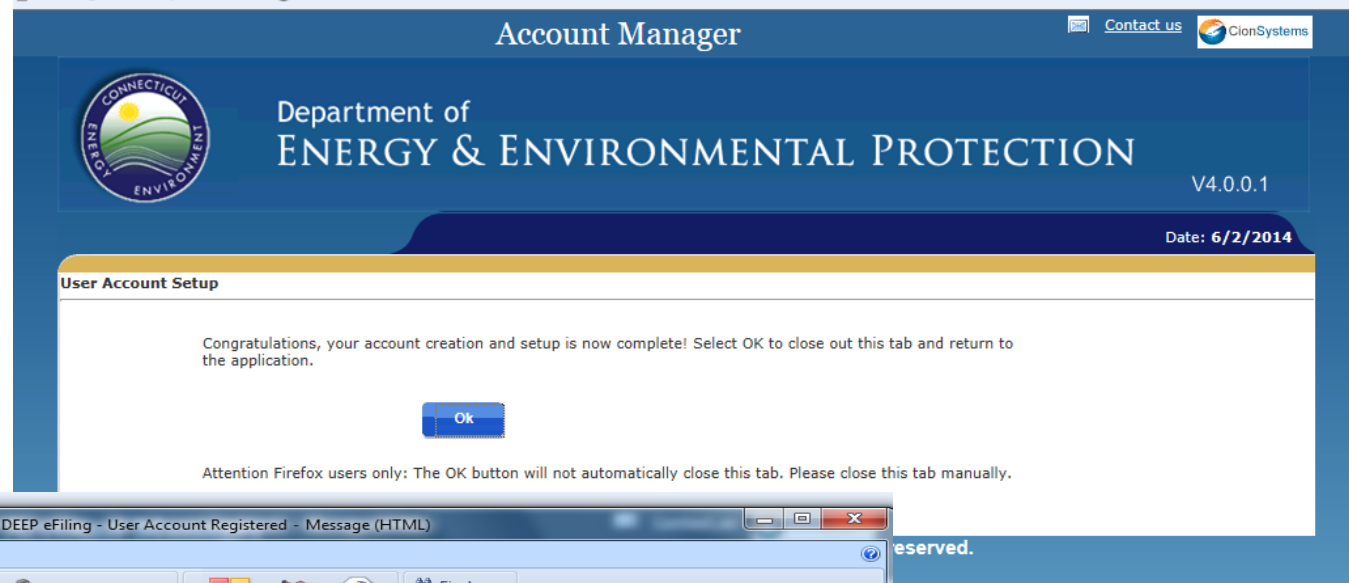 Account Manager
Contact us
CionSystems
CONNECTICUT
ENERGY
ENVIRONMENT
Department of
ENERGY & ENVIRONMENTAL PROTECTION
V4.0.0.1
Date: 6/2/2014
User Account Setup
Congratulations, your account creation and setup is now complete! Select OK to close out this tab and return to
the application.
Ok
Attention Firefox users only: The OK button will not automatically close this tab. Please close this tab manually.
DEEP eFiling - User Account Registered - Message (HTML)
reserved.